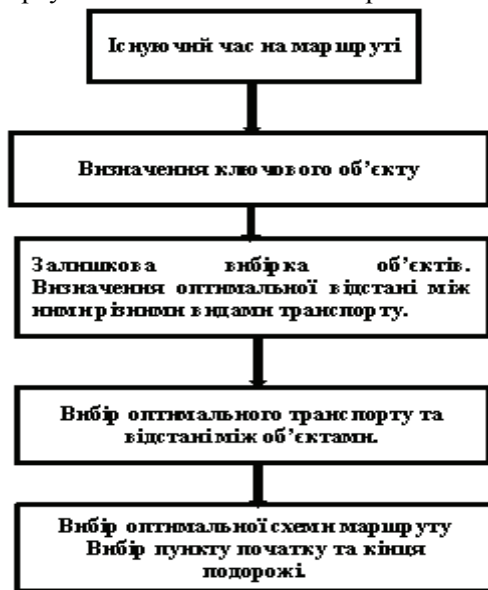 Існуючий час на маршруті
Визначення ключового об’єкту
Залишкова вибірка об’єктів.
Визначення оптимальної відстані між
ними різними видами транспорту.
Вибір оптимального транспорту та
відстані між об’єктами.
Вибір оптимальної схеми маршруту
Вибір пункту початку та кінця
подорожі.